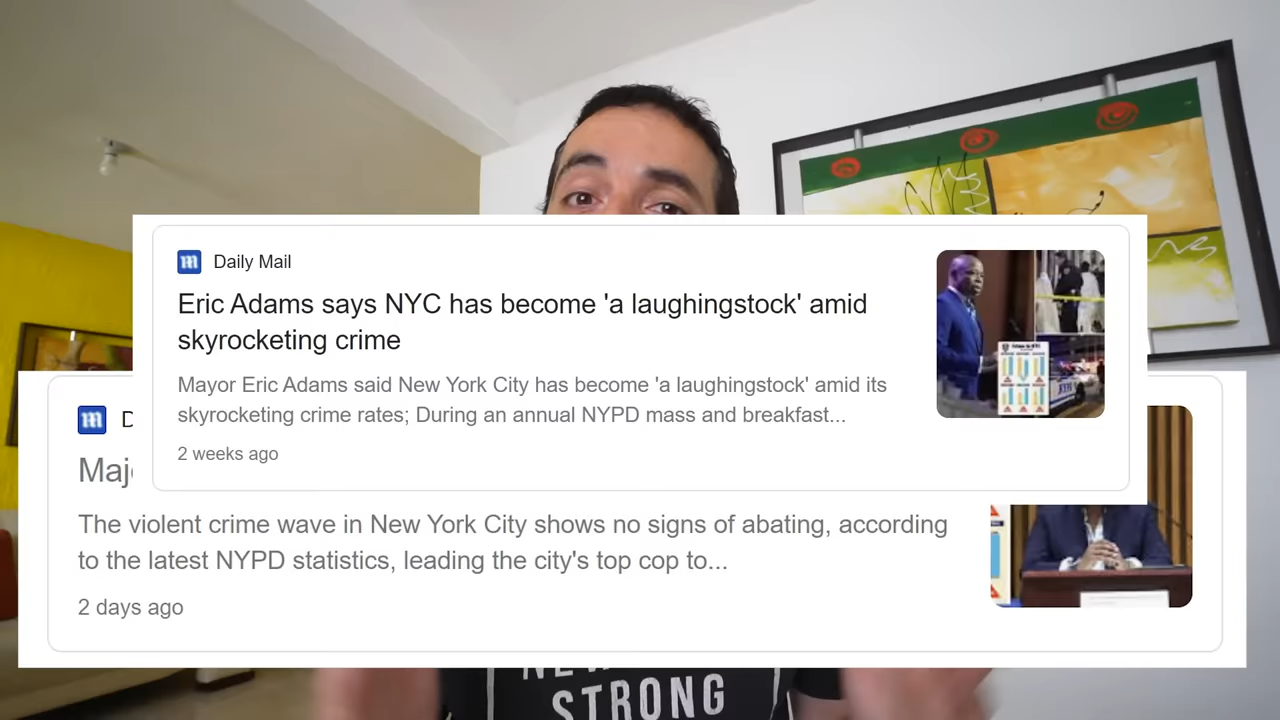 Daily Mail
Eric Adams says NYC has become 'a laughingstock' amid
skyrocketing crime
Mayor Eric Adams said New York City has become 'a laughingstock' amid its
skyrocketing crime rates; During an annual NYPD mass and breakfast...
2 weeks ago
The violent crime wave in New York City shows no signs of abating, according
to the latest NYPD statistics, leading the city's top cop to...
2 days ago
STRONG